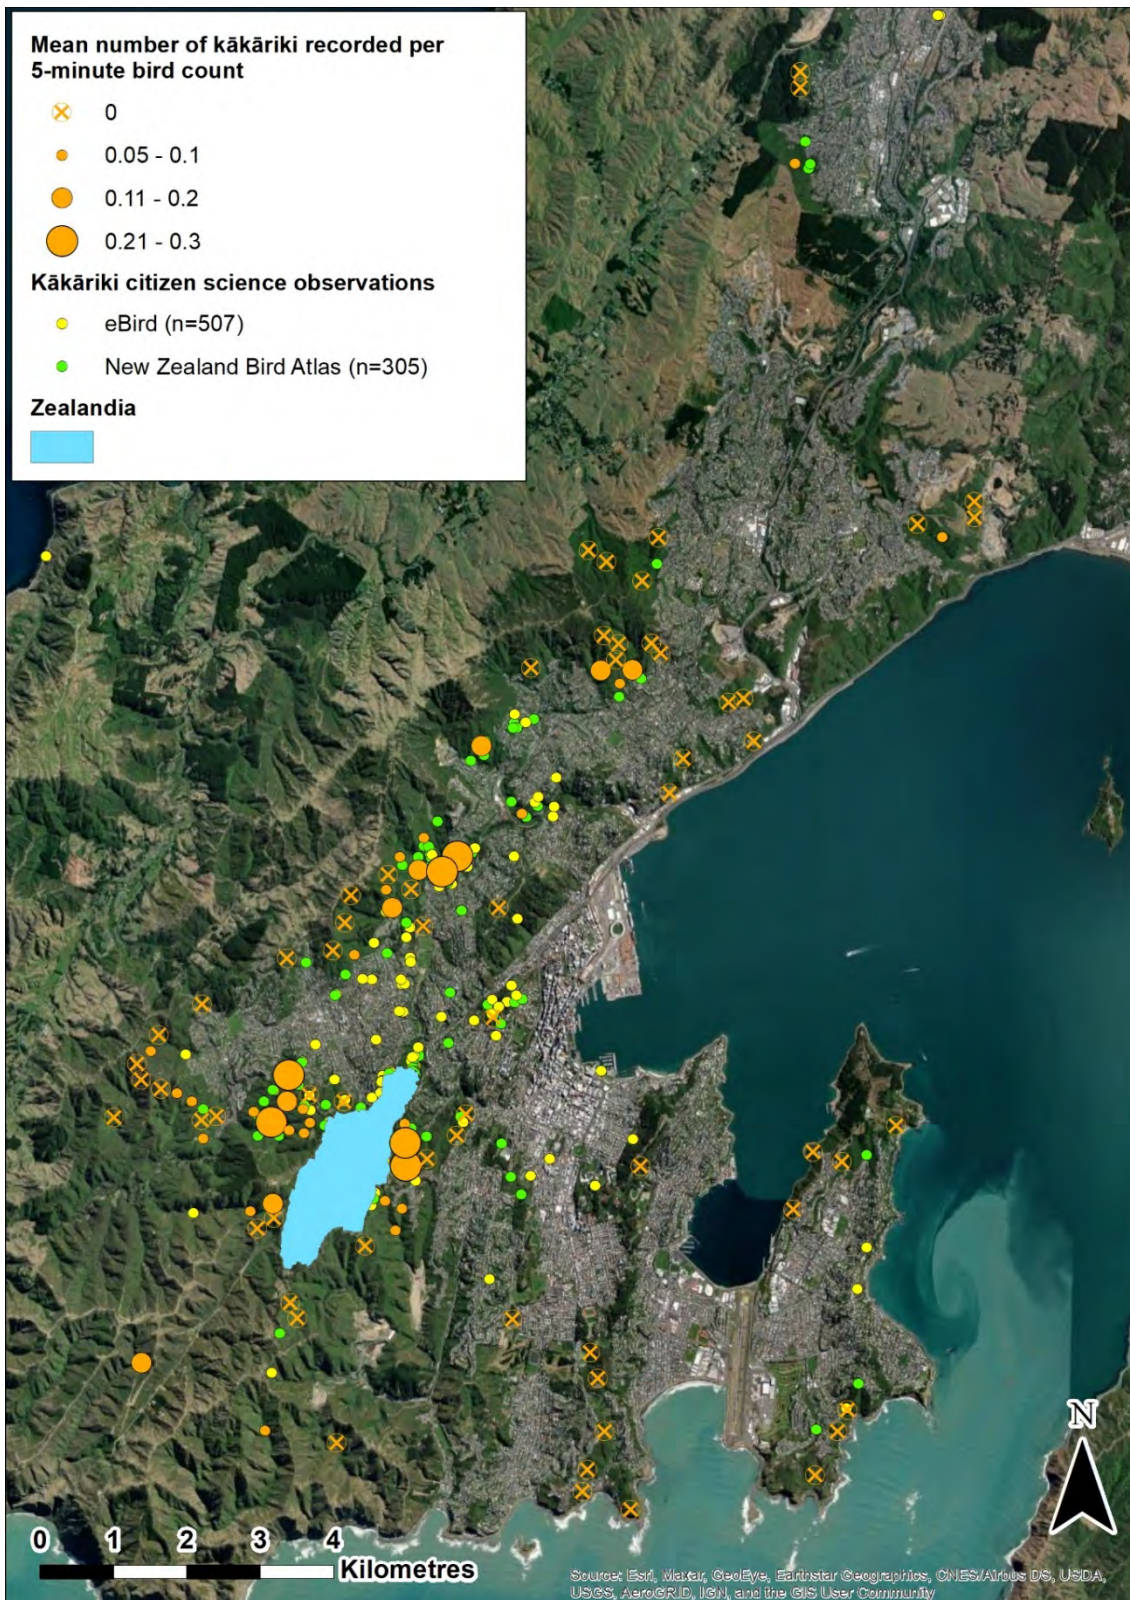 Mean number of kākāriki recorded per
5-minute bird count
0
0.05 - 0.1
0.11 - 0.2
0.21 - 0.3
Kākāriki citizen science observations
eBird (n=507)
New Zealand Bird Atlas (n=305)
Zealandia
N
0 1 2 3 4
Kilometres
Source: Esri, Maxar, GeoEye, Earthstar Geographics, CNES/Airbus DS, USDA,
USGS, AeroGRID, IGN, and the GIS User Community